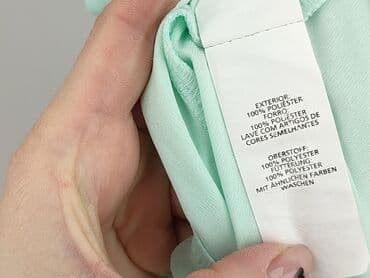 EXTERIOR:
100% POLIÉSTER
FORRO:
100% POLIÉSTER
LAVE COM ARTIGOS DE
CORES SEMELHANTES
OBERSTOFF:
100% POLYESTER
FÜTTERUNG:
100% POLYESTER
MIT ÄHNLICHEN FARBEN
WASCHEN